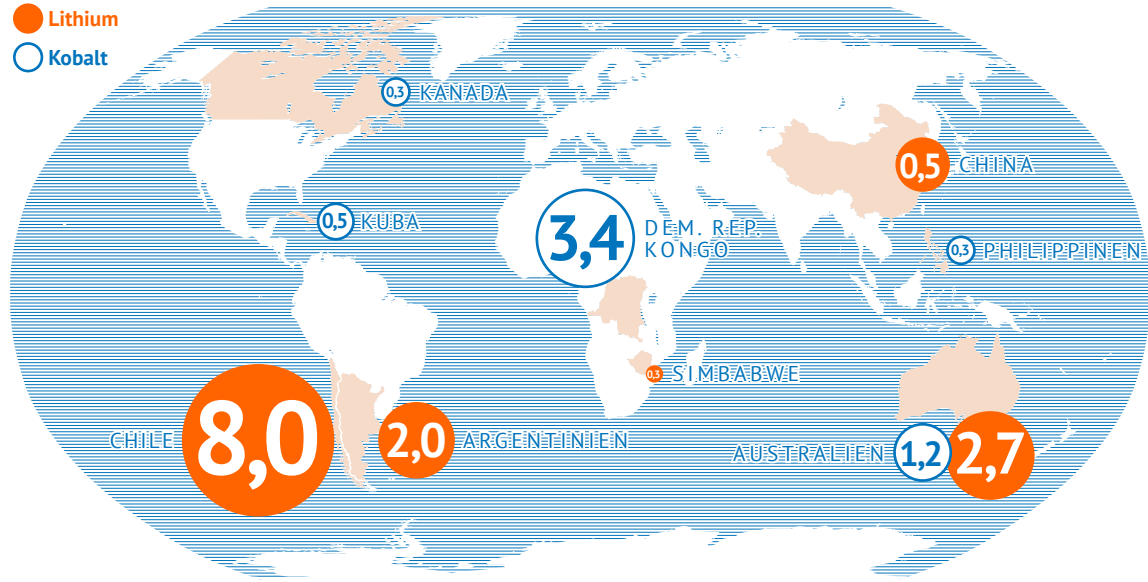 Lithium
Kobalt
0,3 KANADA
0,5 CHINA
0,5 KUBA
3,4 DEM. REP.
KONGO
0,3 PHILIPPINEN
0,3 SIMBABWE
CHILE 8,0
2,0 ARGENTINIEN
AUSTRALIEN 1,2 2,7